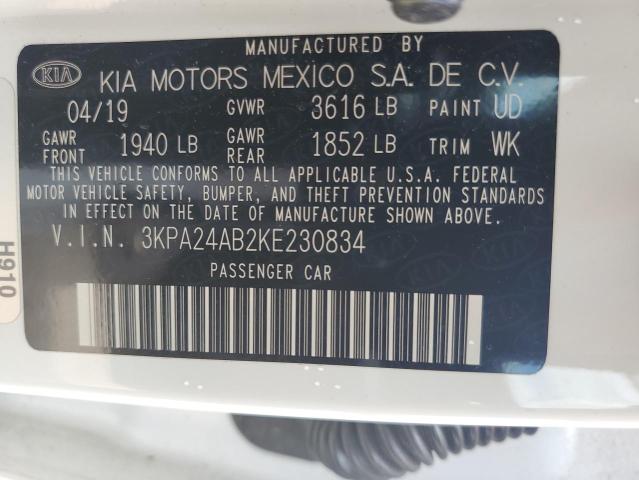 MANUFACTURED BY
KIA KIA MOTORS MEXICO S.A. DE C.V.
04/19 GVWR 3616 LB PAINT UD
GAWR FRONT 1940 LB GAWR REAR 1852 LB TRIM WK
THIS VEHICLE CONFORMS TO ALL APPLICABLE U.S.A. FEDERAL
MOTOR VEHICLE SAFETY, BUMPER, AND THEFT PREVENTION STANDARDS
IN EFFECT ON THE DATE OF MANUFACTURE SHOWN ABOVE.
V.I.N. 3KPA24AB2KE230834
PASSENGER CAR
H910